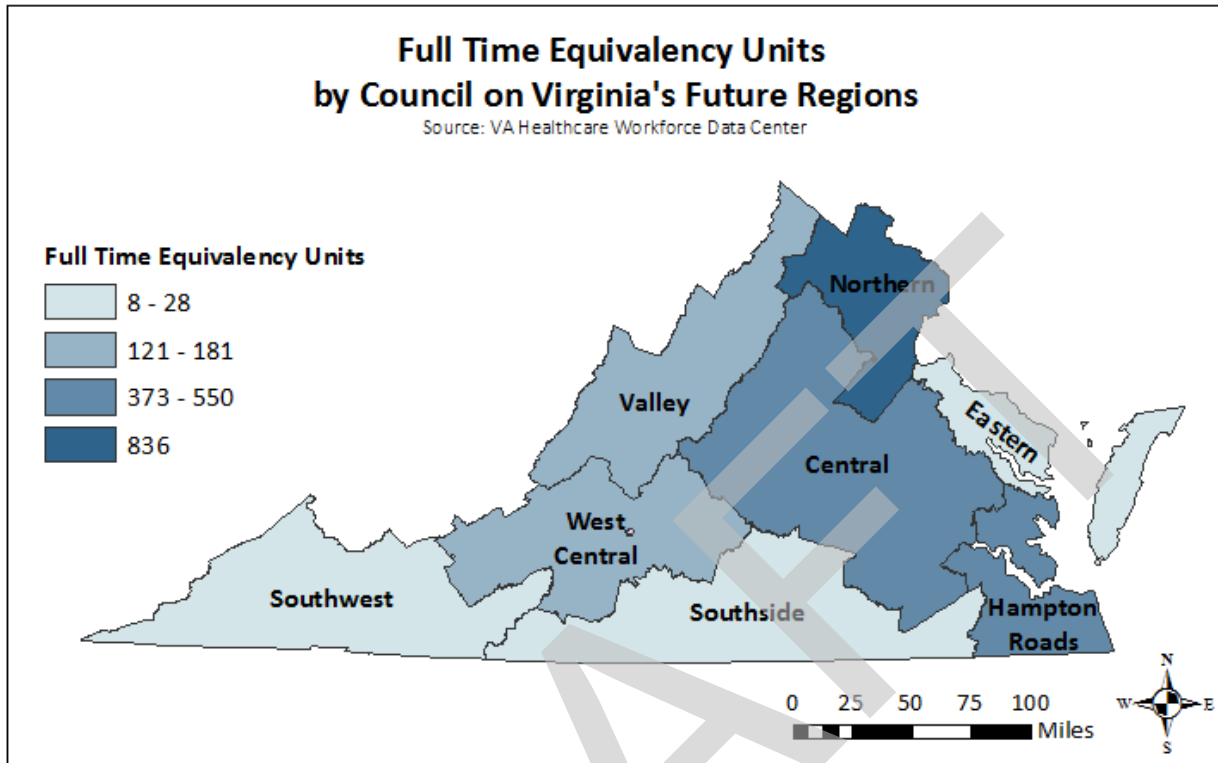 Full Time Equivalency Units
by Council on Virginia's Future Regions
Source: VA Healthcare Workforce Data Center
Full Time Equivalency Units
8 - 28
121 - 181
373 - 550
836
Northern
Valley
Eastern
Central
West
Central
Southwest
Southside
Hampton
Roads
0 25 50 75 100
Miles
N
W E
S